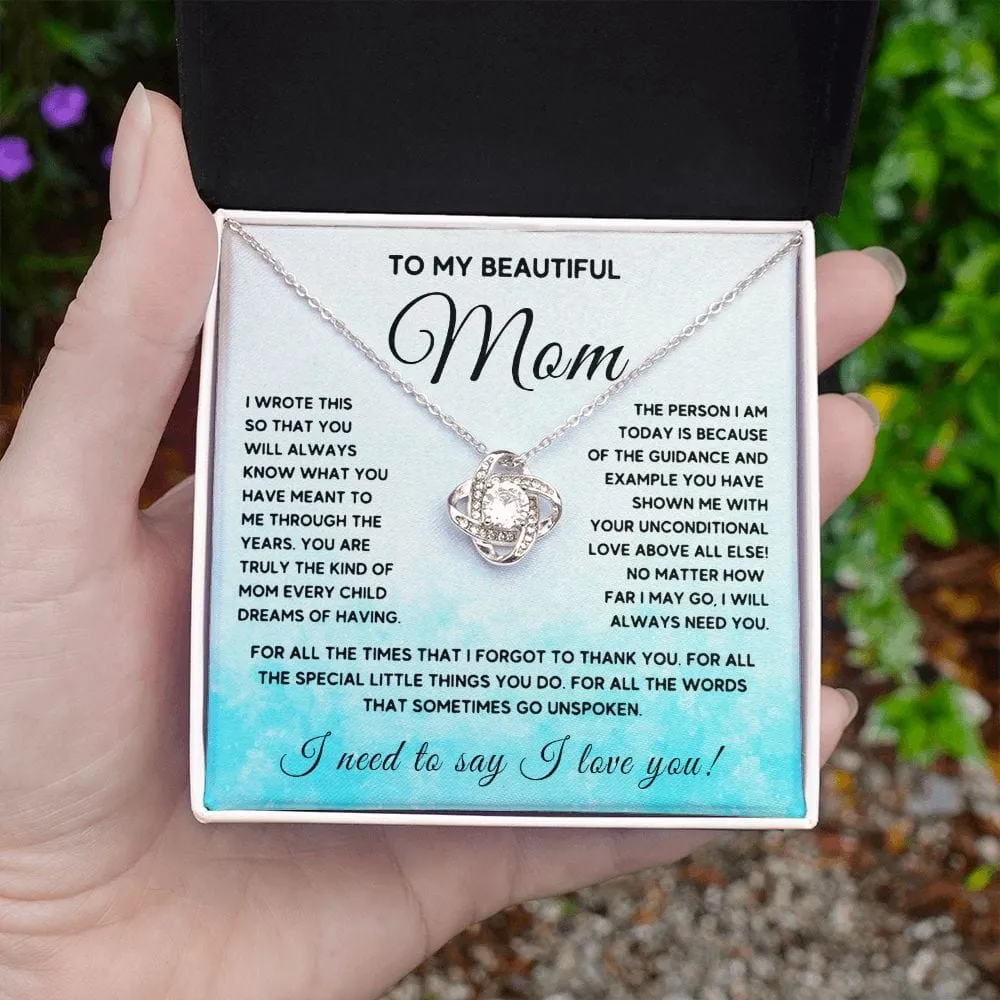 TO MY BEAUTIFUL
Mom
I WROTE THIS
SO THAT YOU
WILL ALWAYS
KNOW WHAT YOU
HAVE MEANT TO
ME THROUGH THE
YEARS. YOU ARE
TRULY THE KIND OF
MOM EVERY CHILD
DREAMS OF HAVING.
THE PERSON I AM
TODAY IS BECAUSE
OF THE GUIDANCE AND
EXAMPLE YOU HAVE
SHOWN ME WITH
YOUR UNCONDITIONAL
LOVE ABOVE ALL ELSE!
NO MATTER HOW
FAR I MAY GO, I WILL
ALWAYS NEED YOU.
FOR ALL THE TIMES THAT I FORGOT TO THANK YOU. FOR ALL
THE SPECIAL LITTLE THINGS YOU DO. FOR ALL THE WORDS
THAT SOMETIMES GO UNSPOKEN.
I need to say I love you!